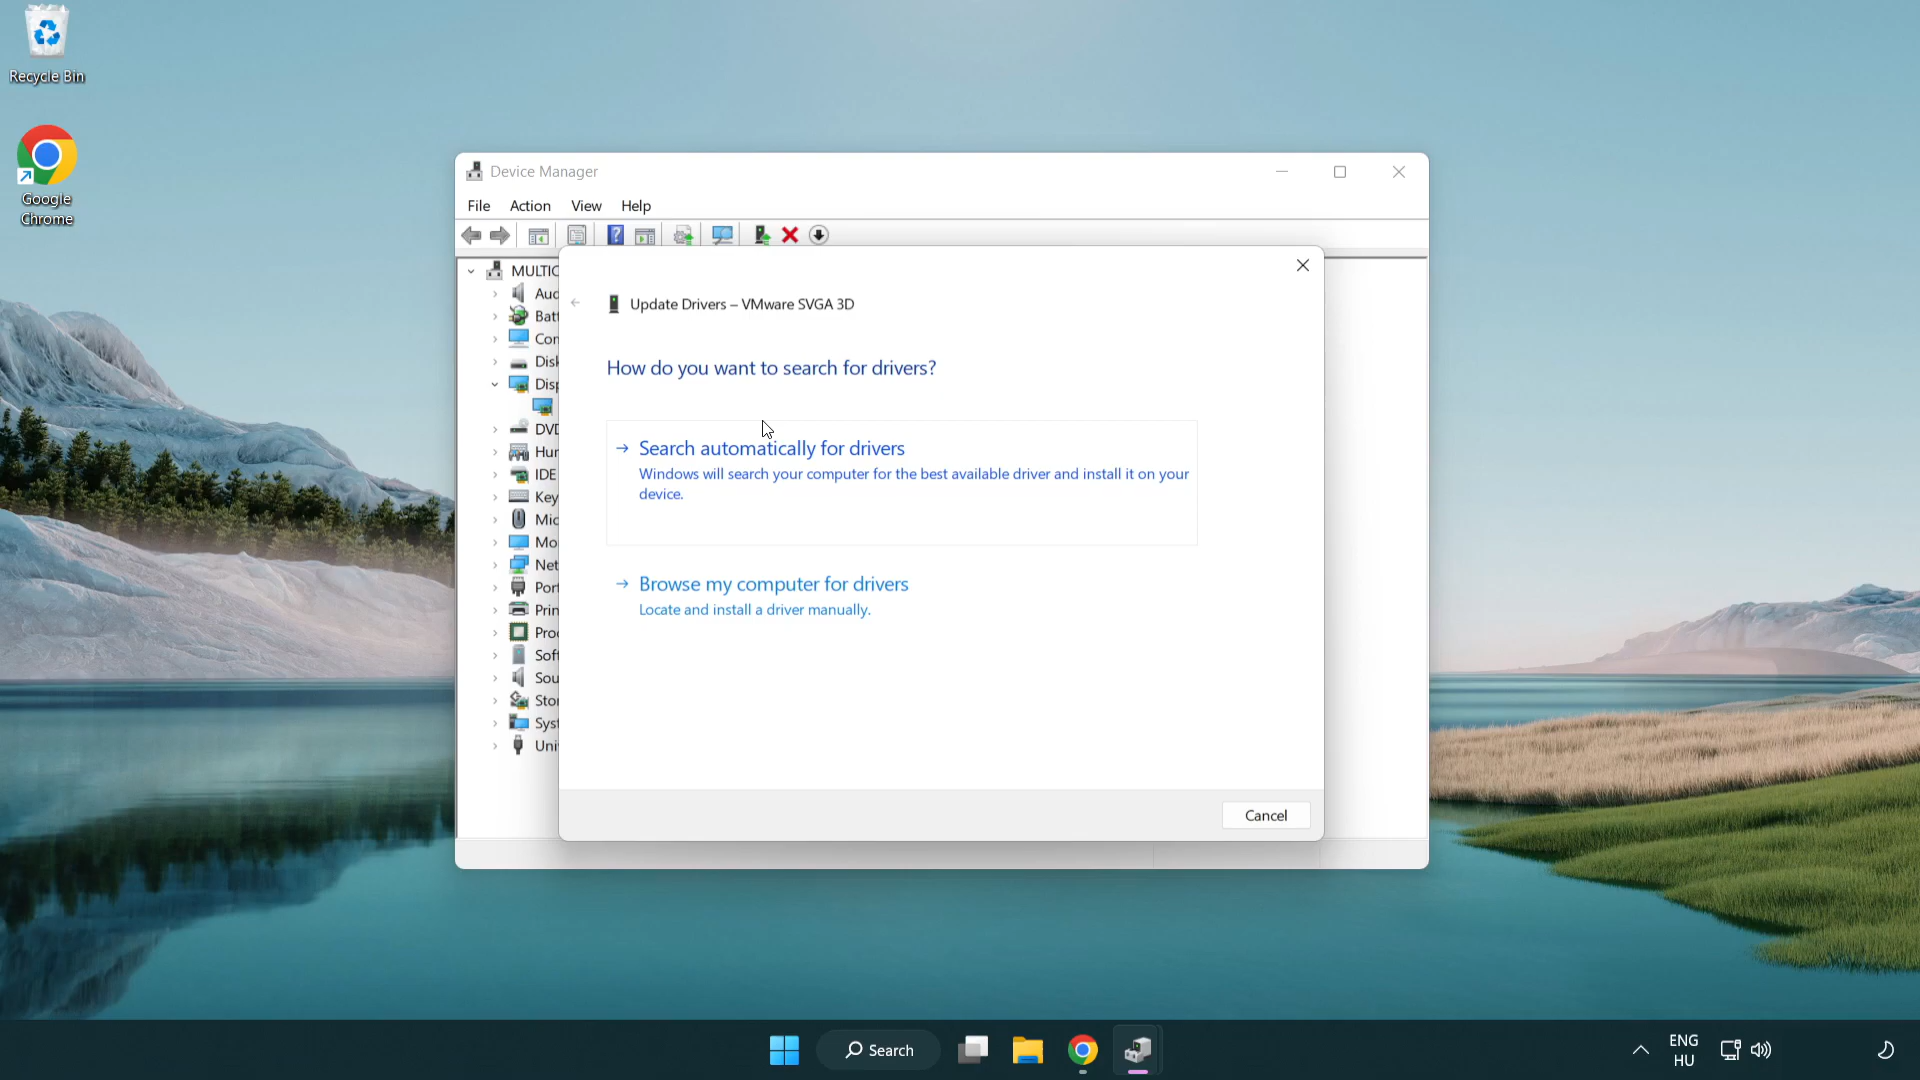 Recycle Bin
Google
Chrome
Device Manager
File Action View Help
MULTIC
Aud
Batt
Con
Disk
Disp
DVD
Hur
IDE
Key
Mic
Mo
Net
Port
Prin
Proc
Soft
Sou
Stor
Syst
Uni
Update Drivers – VMware SVGA 3D
How do you want to search for drivers?
Search automatically for drivers
Windows will search your computer for the best available driver and install it on your
device.
Browse my computer for drivers
Locate and install a driver manually.
Cancel
Search
ENG
HU